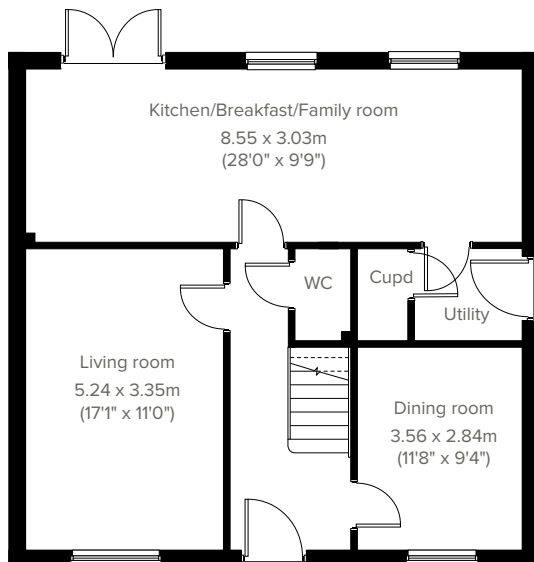 Kitchen/Breakfast/Family room
8.55 x 3.03m
(28'0" x 9'9")
WC
Cupd
Utility
Living room
5.24 x 3.35m
(17'1" x 11'0")
Dining room
3.56 x 2.84m
(11'8" x 9'4")